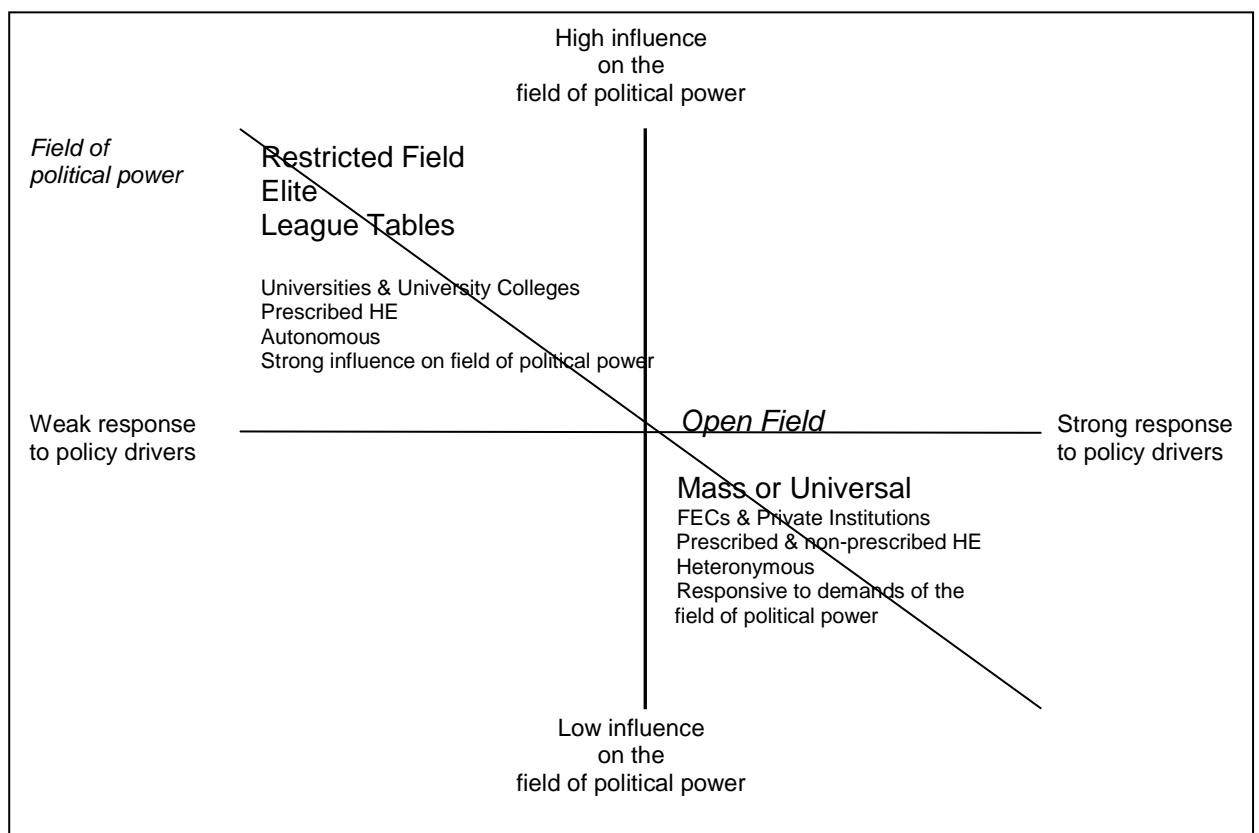 High influence
on the
field of political power
Field of
political power
Restricted Field
Elite
League Tables
Universities & University Colleges
Prescribed HE
Autonomous
Strong influence on field of political power
Weak response
to policy drivers
Open Field
Strong response
to policy drivers
Mass or Universal
FECs & Private Institutions
Prescribed & non-prescribed HE
Heteronymous
Responsive to demands of the
field of political power
Low influence
on the
field of political power